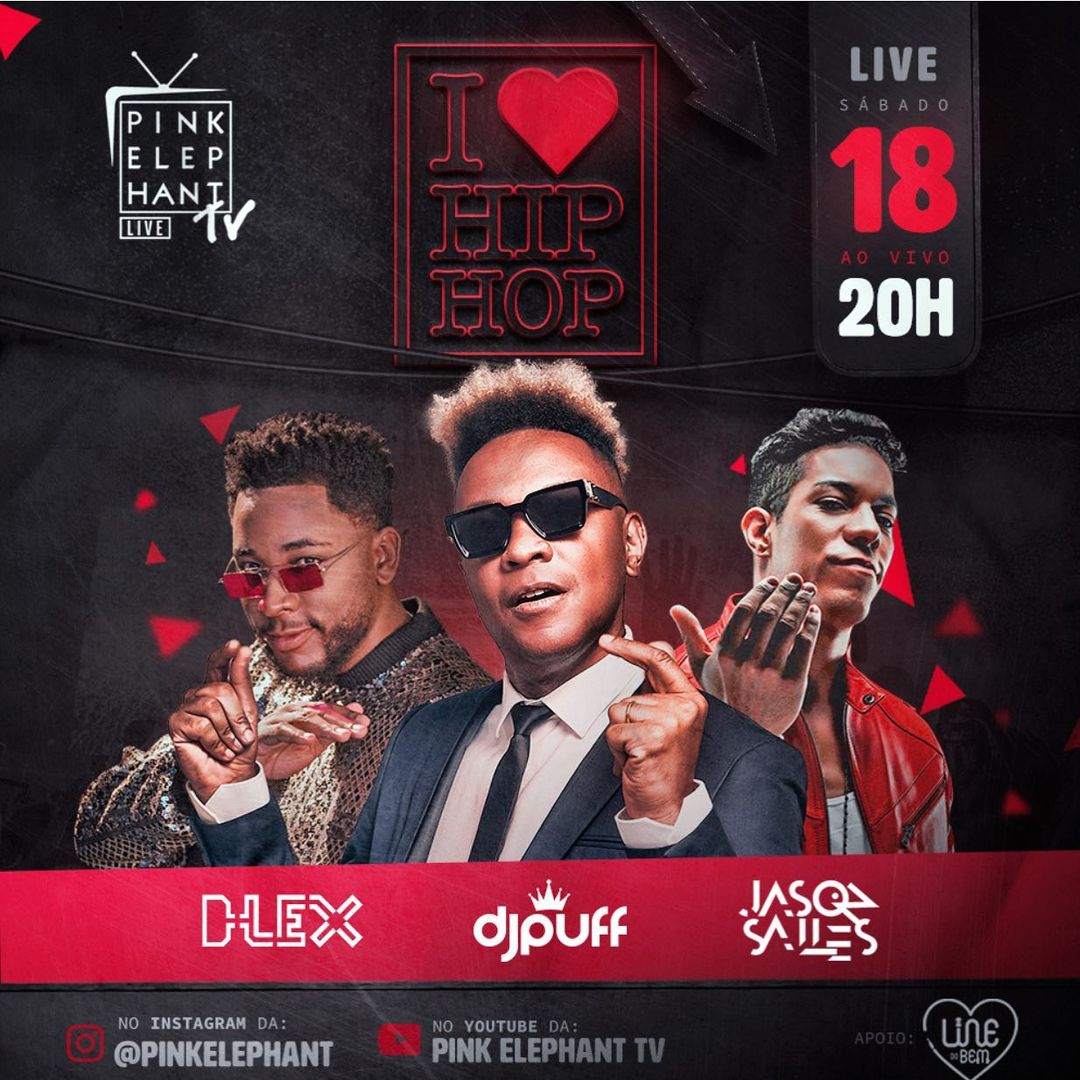 PINK
ELEP
HANT
TV
LIVE
I ❤
HIP
HOP
LIVE
SÁBADO
18
AO VIVO
20H
D-LEX
djpuff
JASON
SALLES
NO INSTAGRAM DA:
@PINKELEPHANT
NO YOUTUBE DA:
PINK ELEPHANT TV
APOIO:
LINE
DO BEM